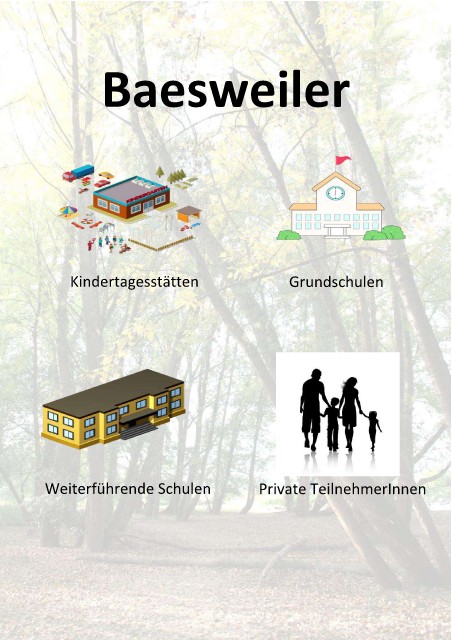 Baesweiler
Kindertagesstätten
Grundschulen
Weiterführende Schulen
Private TeilnehmerInnen